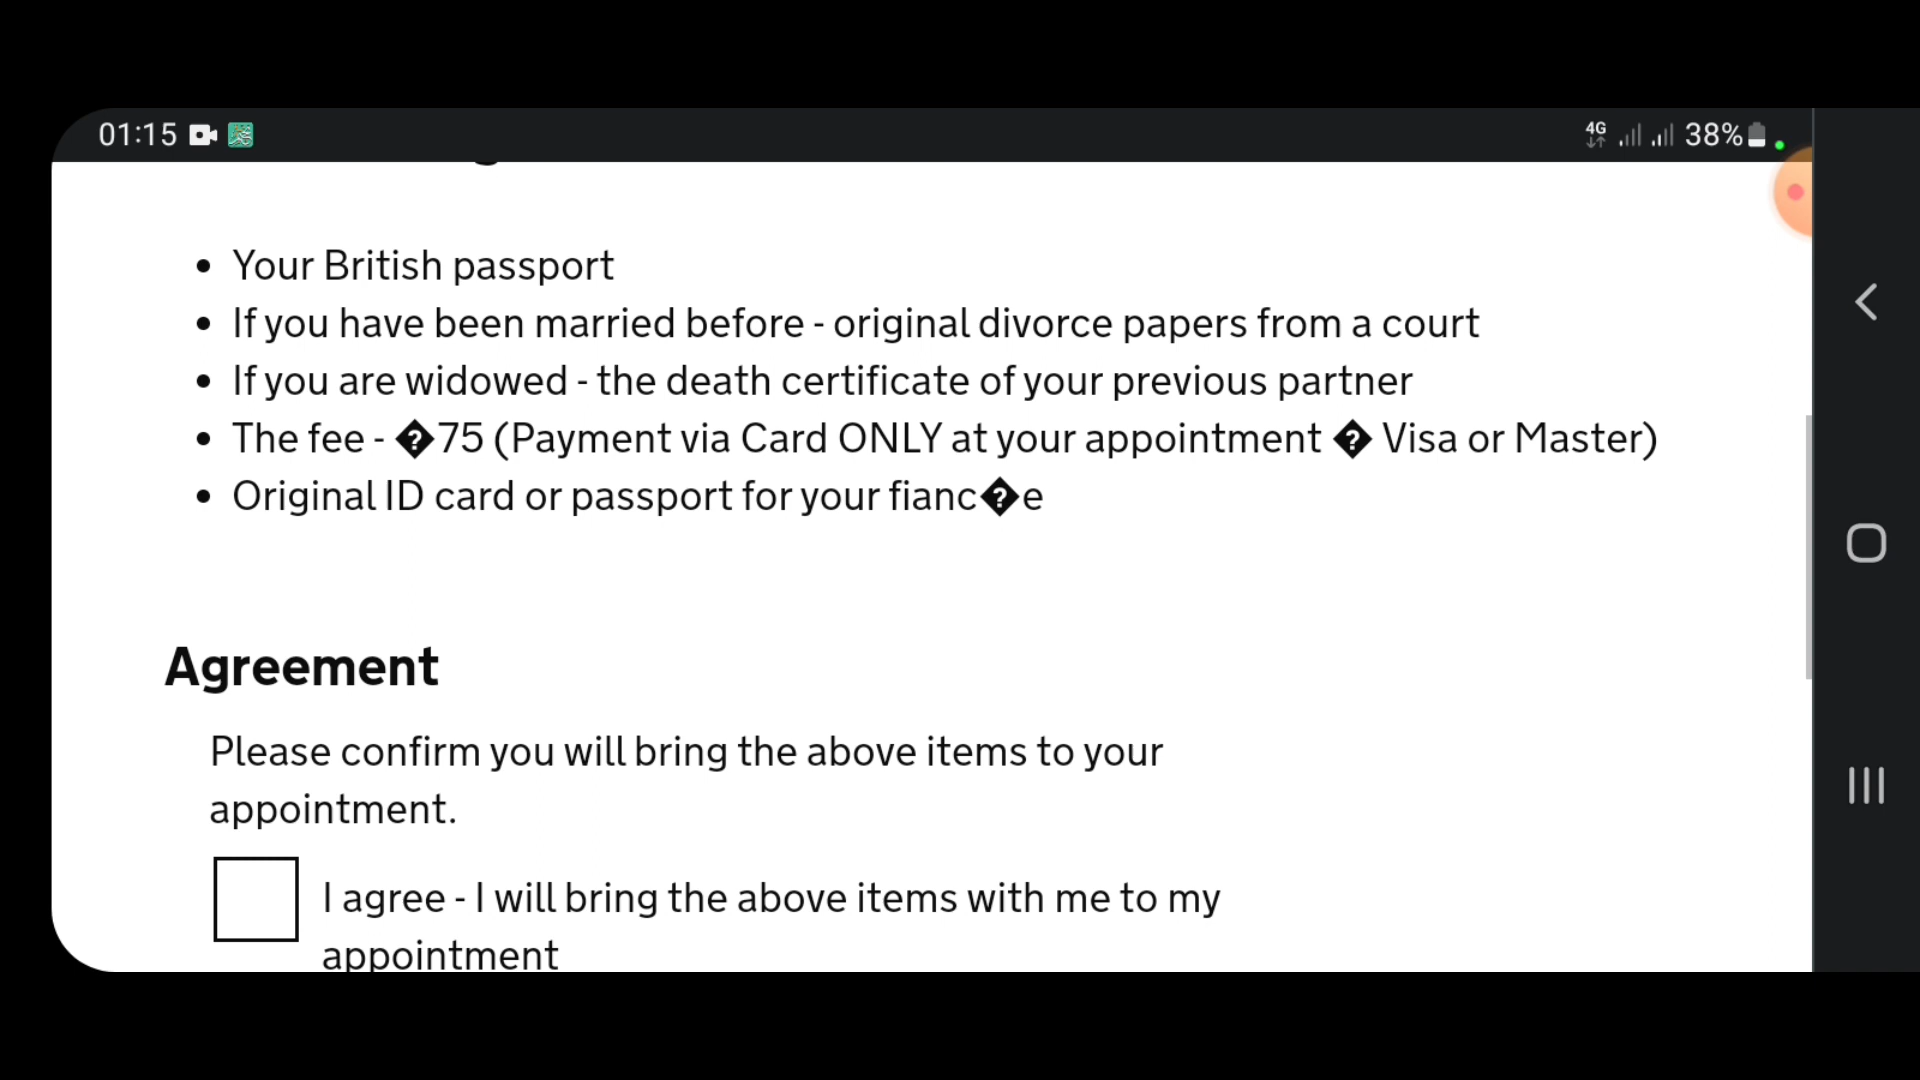 01:15
4G 38%
• Your British passport
• If you have been married before - original divorce papers from a court
• If you are widowed - the death certificate of your previous partner
• The fee - �75 (Payment via Card ONLY at your appointment � Visa or Master)
• Original ID card or passport for your fianc�e
Agreement
Please confirm you will bring the above items to your
appointment.
I agree - I will bring the above items with me to my
appointment